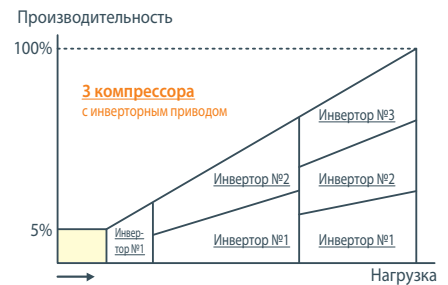 Производительность
100%
3 компрессора
с инверторным приводом
Инвертор №3
Инвертор №2
Инвертор №2
5%
Инвер-
тор №1
Инвертор №1
Инвертор №1
Нагрузка